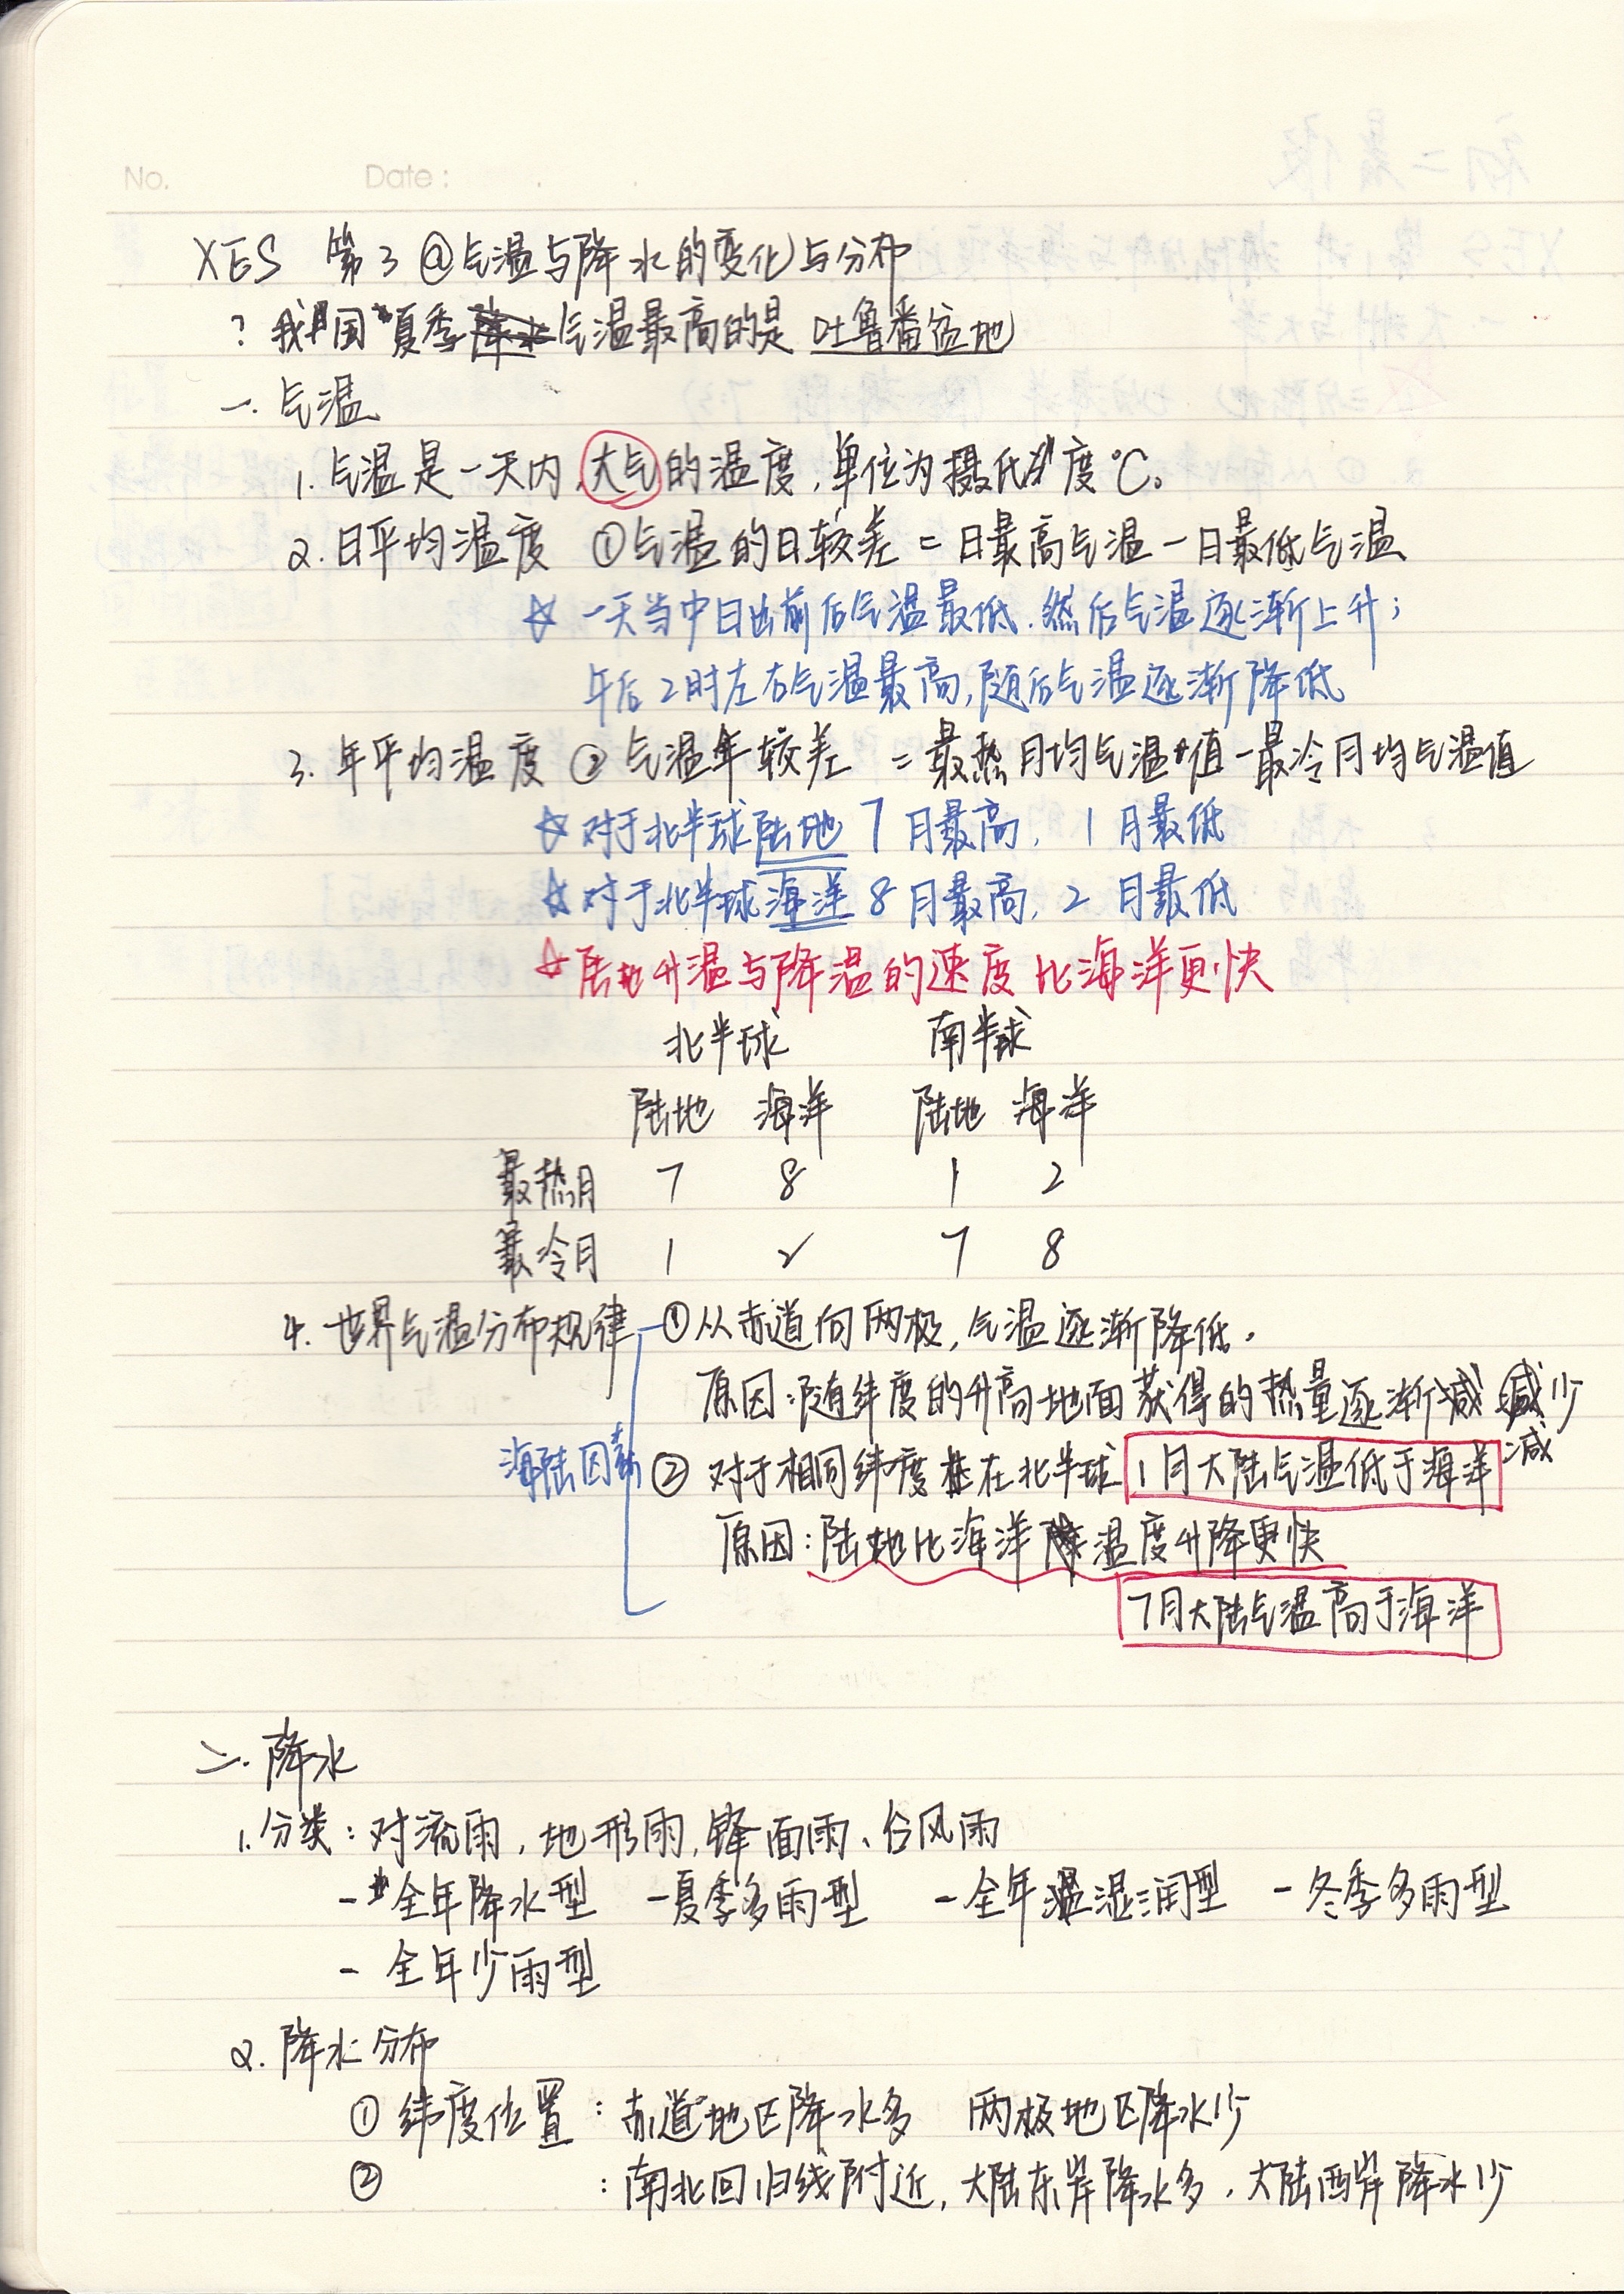 No. Date:
XES 第3@气温与降水的变化与分布
? 我国夏季气温最高的是 吐鲁番盆地
一. 气温
1. 气温是一天内,大气的温度,单位为摄氏度℃。
2. 日平均温度 ①气温的日较差 = 日最高气温 - 日最低气温
☆ 一天当中日出前后气温最低.然后气温逐渐上升;
午后2时左右气温最高,随后气温逐渐降低
3. 年平均温度 ② 气温年较差 = 最热月均气温值 - 最冷月均气温值
☆ 对于北半球陆地 7月最高, 1月最低
☆ 对于北半球海洋 8月最高, 2月最低
☆ 陆地升温与降温的速度比海洋更快
北半球 南半球
陆地 海洋 陆地 海洋
最热月 7 8 1 2
最冷月 1 2 7 8
4. 世界气温分布规律 ①从赤道向两极,气温逐渐降低.
原因:随纬度的升高地面获得的热量逐渐减少
减
海陆因素 ② 对于相同纬度在北半球 1月大陆气温低于海洋
原因:陆地比海洋温度升降更快
7月大陆气温高于海洋
二. 降水
1. 分类: 对流雨, 地形雨, 锋面雨、台风雨
- 全年降水型 - 夏季多雨型 - 全年湿润型 - 冬季多雨型
- 全年少雨型
2. 降水分布
① 纬度位置 : 赤道地区降水多 两极地区降水少
② : 南北回归线附近, 大陆东岸降水多, 大陆西岸降水少